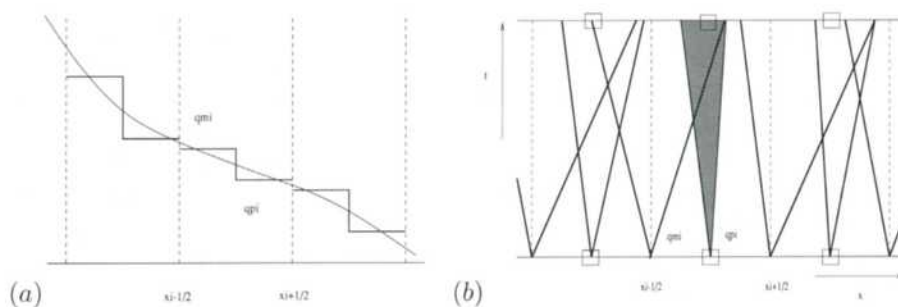 qmi
qpi
xi-1/2
xi+1/2
(a)
t
qmi
qpi
xi-1/2
xi+1/2
x
(b)